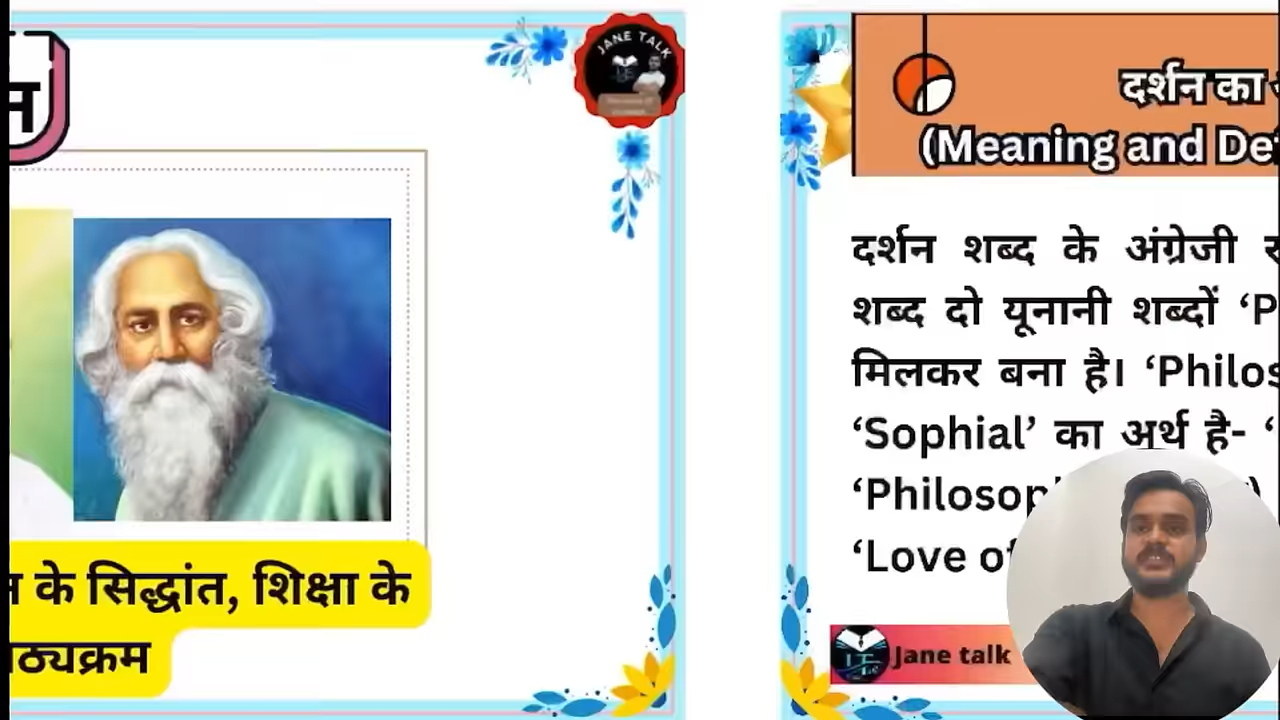 JANE TALK
न के सिद्धांत, शिक्षा के
ठ्यक्रम
दर्शन का
(Meaning and De
दर्शन शब्द के अंग्रेजी
शब्द दो यूनानी शब्दों ‘P
मिलकर बना है। ‘Philos
‘Sophial’ का अर्थ है- ‘
‘Philosop
‘Love of
Jane talk